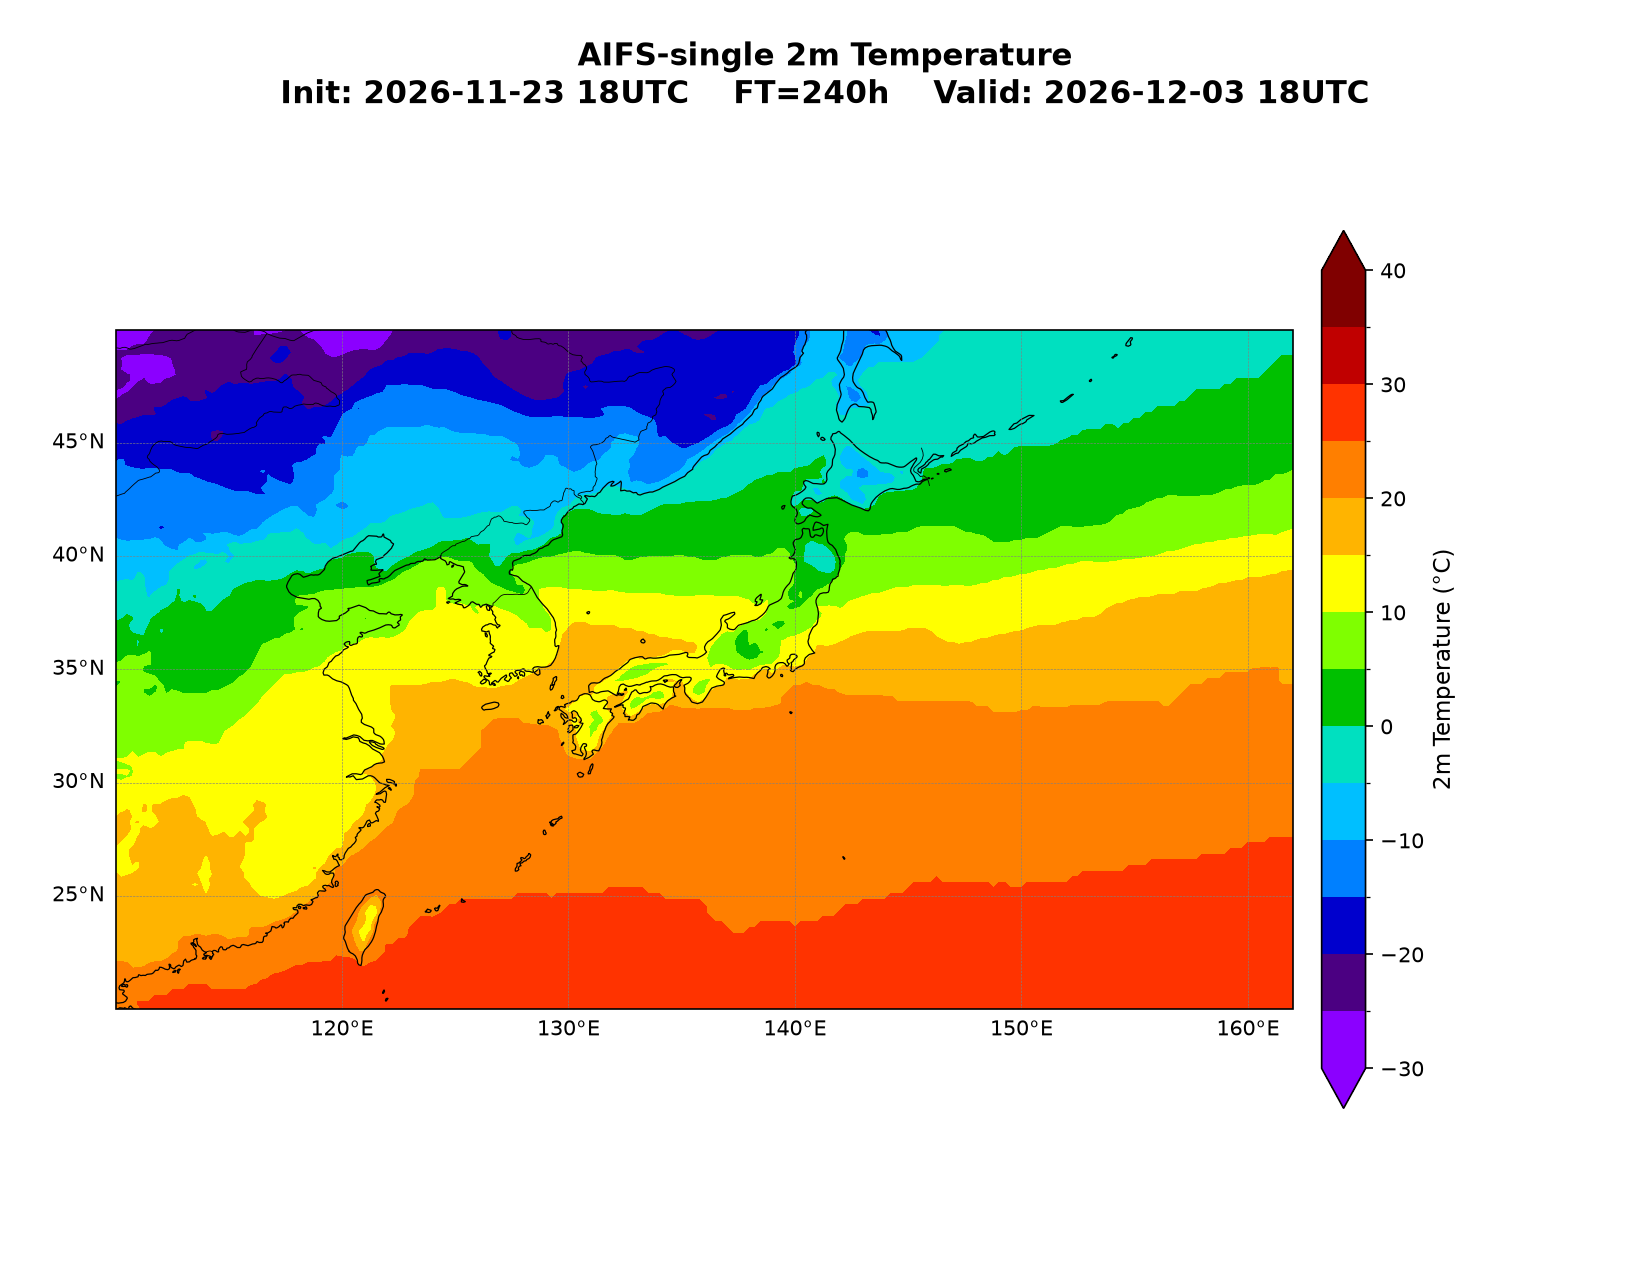 AIFS-single 2m Temperature
Init: 2026-11-23 18UTC    FT=240h    Valid: 2026-12-03 18UTC
45°N
40°N
35°N
30°N
25°N
120°E
130°E
140°E
150°E
160°E
40
30
20
10
0
−10
−20
−30
2m Temperature (°C)